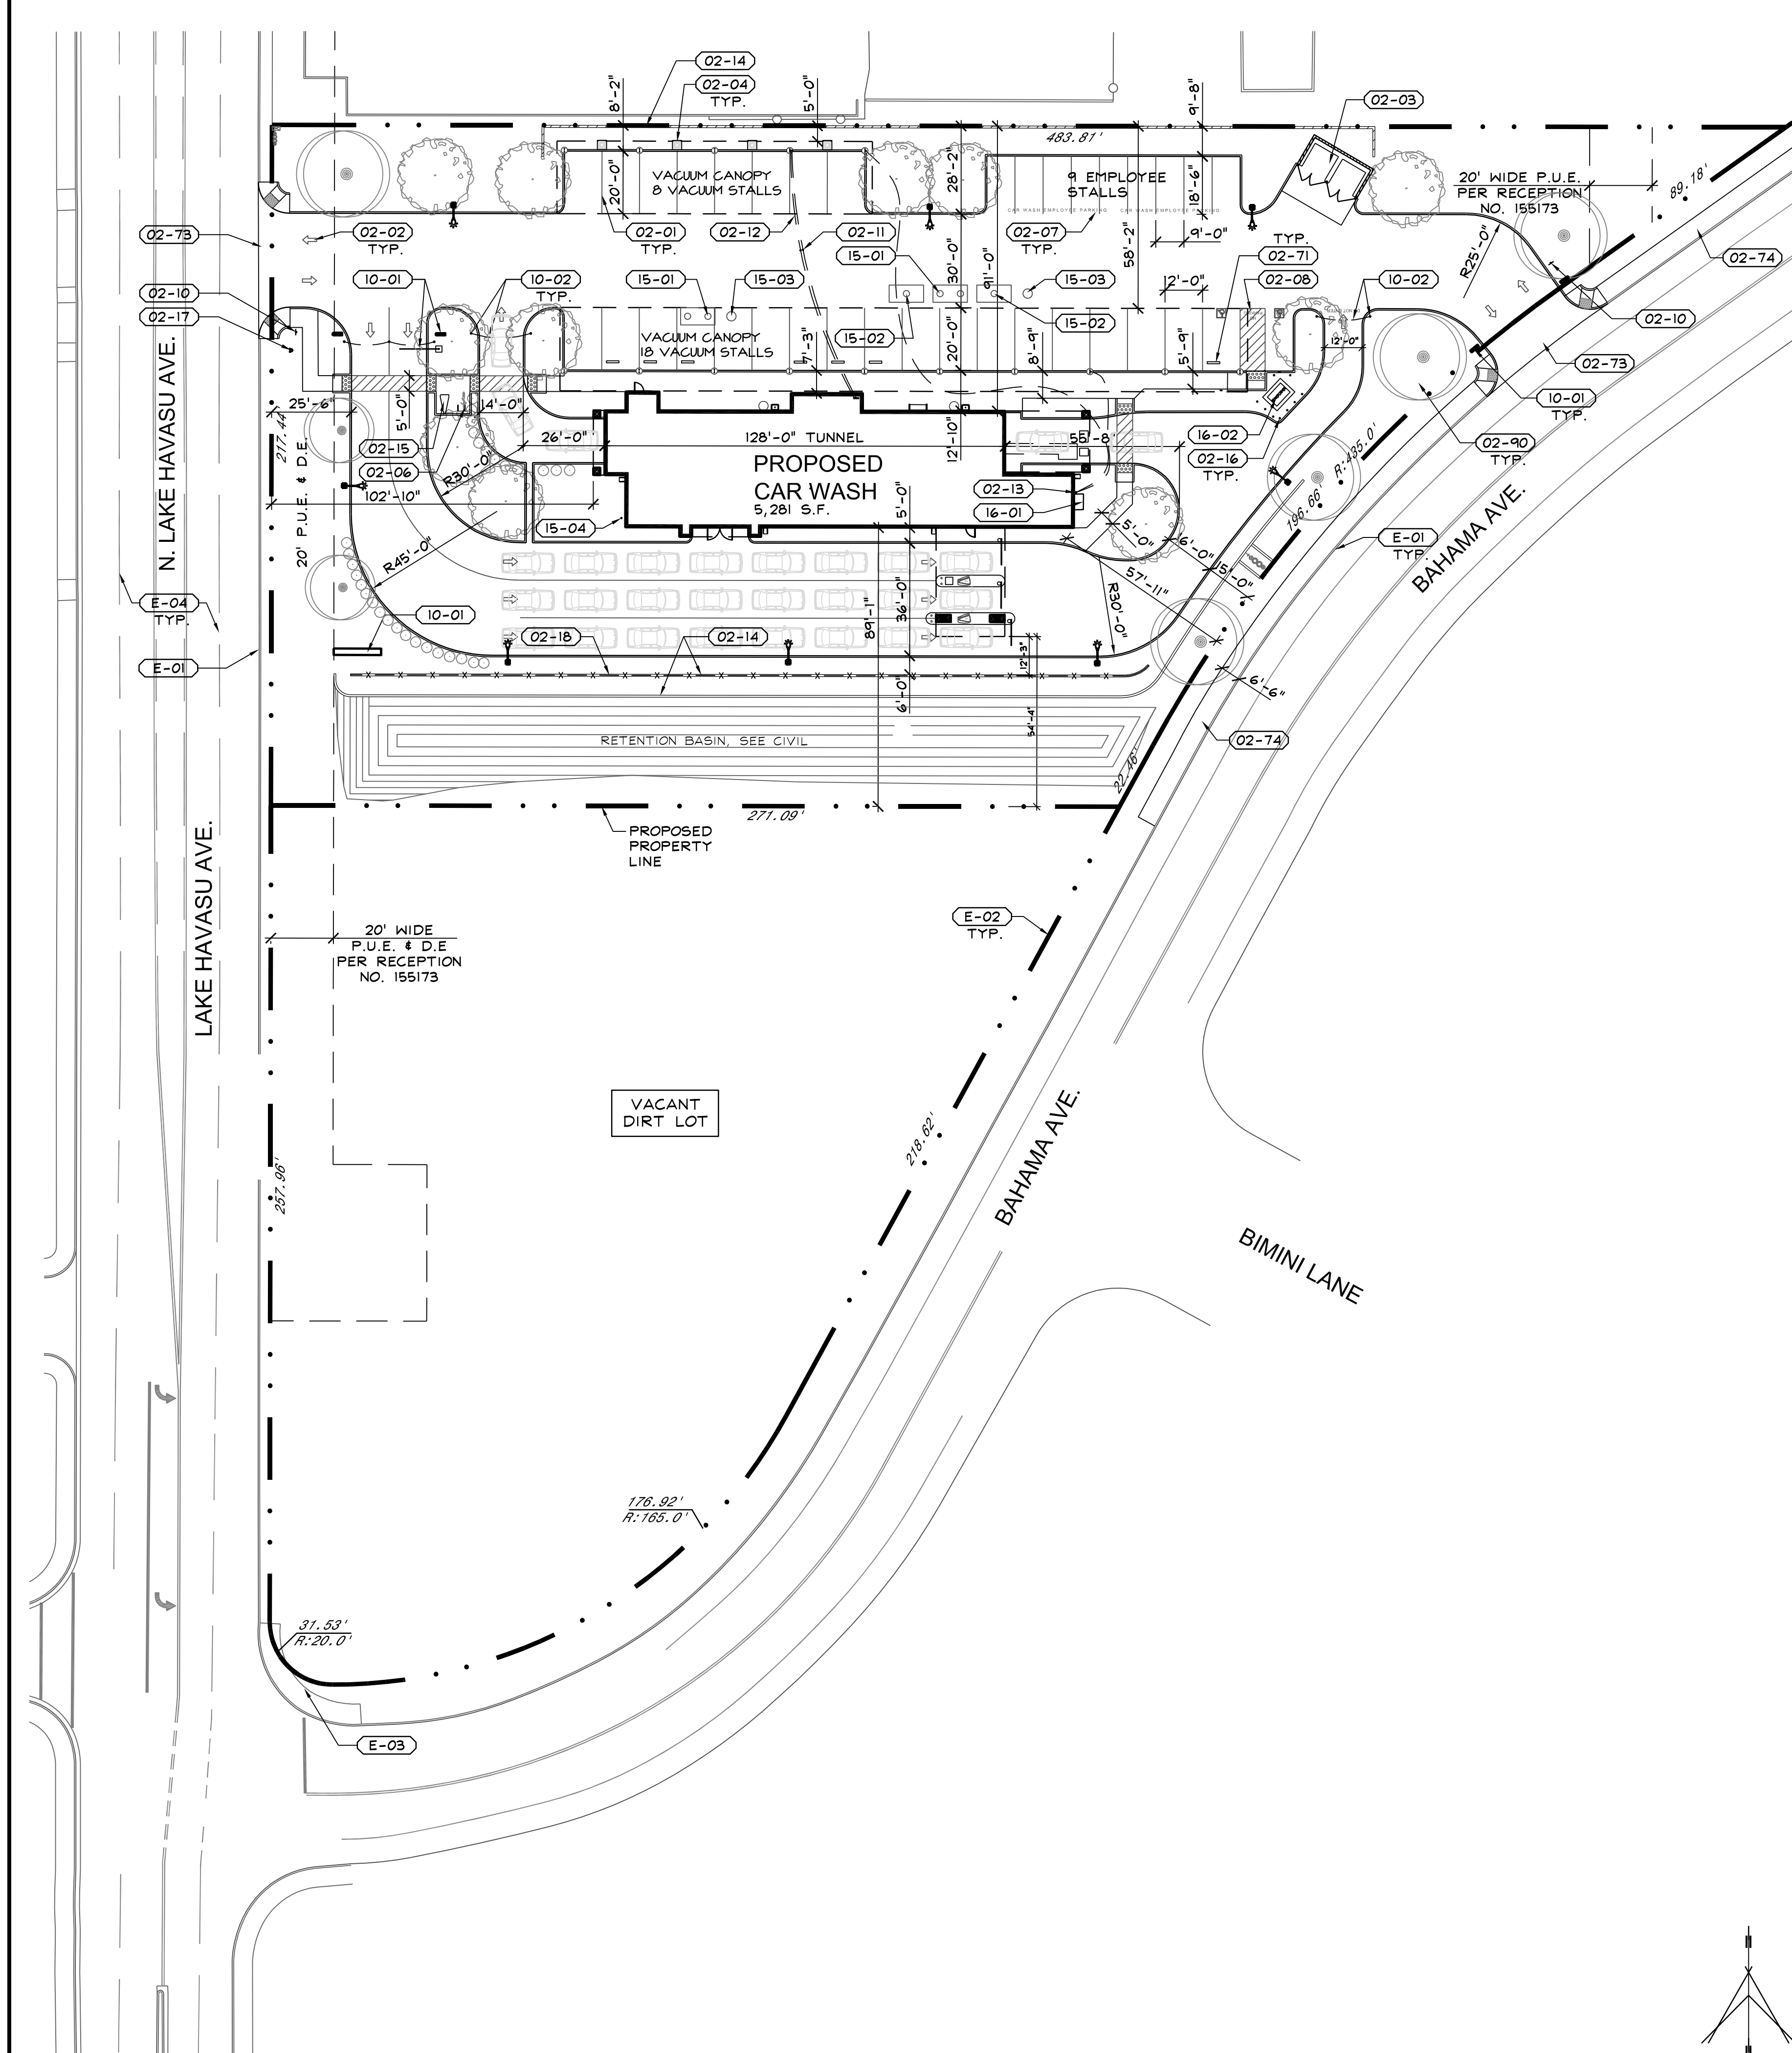 02-14
02-04
TYP.
8'-2"
5'-0"
9'-8"
02-03
483.81'
VACUUM CANOPY
8 VACUUM STALLS
20'-0"
28'-2"
9 EMPLOYEE
STALLS
18'-6"
CAR WASH EMPLOYEE PARKING
CAR WASH EMPLOYEE PARKING
20' WIDE P.U.E.
PER RECEPTION
NO. 155173
89.18'
02-73
02-02
TYP.
02-01
TYP.
02-12
02-11
02-07
TYP.
9'-0"
TYP.
02-71
R25'-0"
02-74
15-01
30'-0"
91'-0"
58'-2"
02-10
02-17
10-01
10-02
TYP.
15-01
15-03
15-03
02-08
10-02
12'-0"
15-02
15-02
02-10
12'-0"
VACUUM CANOPY
18 VACUUM STALLS
7'-3"
20'-0"
8'-9"
5'-9"
02-73
N. LAKE HAVASU AVE.
217.44'
20' P.U.E. & D.E.
25'-6"
5'-0"
14'-0"
10-01
TYP.
02-15
02-06
R30'-0"
26'-0"
128'-0" TUNNEL
PROPOSED
CAR WASH
5,281 S.F.
12'-10"
55'-8"
16-02
02-16
TYP.
R:435.0'
02-90
TYP.
102'-10"
15-04
5'-0"
02-13
16-01
5'-0"
6'-0"
15'-0"
196.66'
E-01
TYP.
BAHAMA AVE.
R45'-0"
57'-11"
R30'-0"
E-04
TYP.
10-01
02-18
02-14
89'-1"
36'-0"
12'-3"
E-01
6'-0"
54'-4"
6'-6"
RETENTION BASIN, SEE CIVIL
02-74
22.46'
271.09'
PROPOSED
PROPERTY
LINE
LAKE HAVASU AVE.
20' WIDE
P.U.E. & D.E
PER RECEPTION
NO. 155173
E-02
TYP.
VACANT
DIRT LOT
218.62'
BAHAMA AVE.
257.96'
BIMINI LANE
176.92'
R:165.0'
31.53'
R:20.0'
E-03